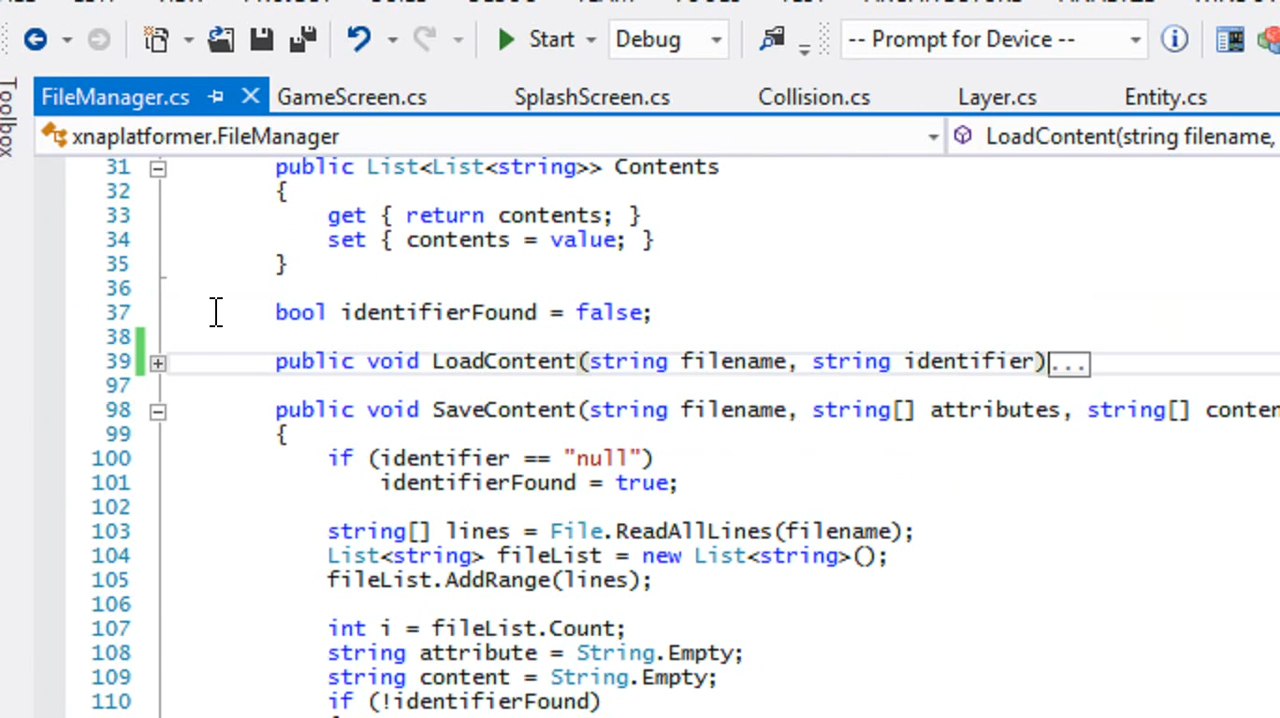 Start Debug -- Prompt for Device --
Toolbox
FileManager.cs GameScreen.cs SplashScreen.cs Collision.cs Layer.cs Entity.cs
xnaplatformer.FileManager LoadContent(string filename,
31 public List<List<string>> Contents
32 {
33 get { return contents; }
34 set { contents = value; }
35 }
36
37 bool identifierFound = false;
38
39 public void LoadContent(string filename, string identifier)...
97
98 public void SaveContent(string filename, string[] attributes, string[] conten
99 {
100 if (identifier == "null")
101 identifierFound = true;
102
103 string[] lines = File.ReadAllLines(filename);
104 List<string> fileList = new List<string>();
105 fileList.AddRange(lines);
106
107 int i = fileList.Count;
108 string attribute = String.Empty;
109 string content = String.Empty;
110 if (!identifierFound)